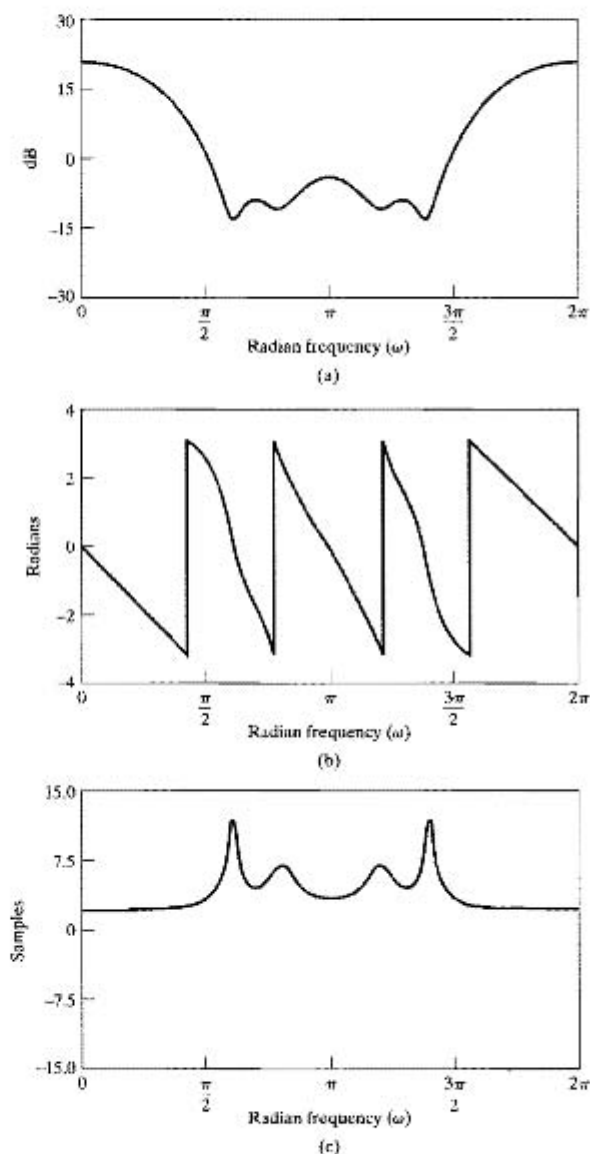 30
15
0
−15
−30
dB
0
π/2
π
3π/2
2π
Radian frequency (ω)
(a)
4
2
0
−2
−4
Radians
0
π/2
π
3π/2
2π
Radian frequency (ω)
(b)
15.0
7.5
0
−7.5
−15.0
Samples
0
π/2
π
3π/2
2π
Radian frequency (ω)
(c)